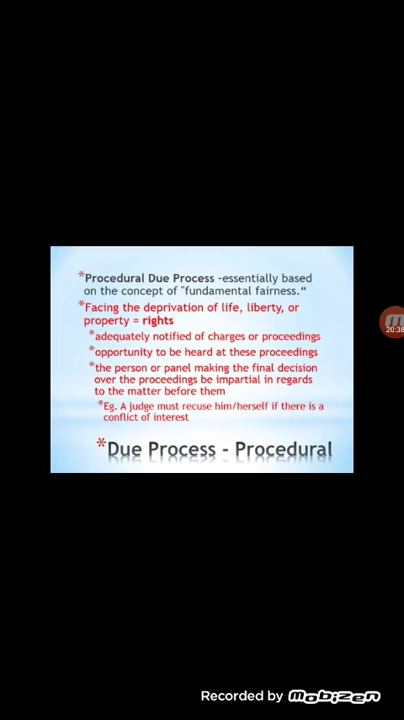 *Procedural Due Process -essentially based
on the concept of "fundamental fairness.“
*Facing the deprivation of life, liberty, or
property = rights
*adequately notified of charges or proceedings
*opportunity to be heard at these proceedings
*the person or panel making the final decision
over the proceedings be impartial in regards
to the matter before them
*Eg. A judge must recuse him/herself if there is a
conflict of interest
*Due Process - Procedural
20:38
Recorded by mobizen